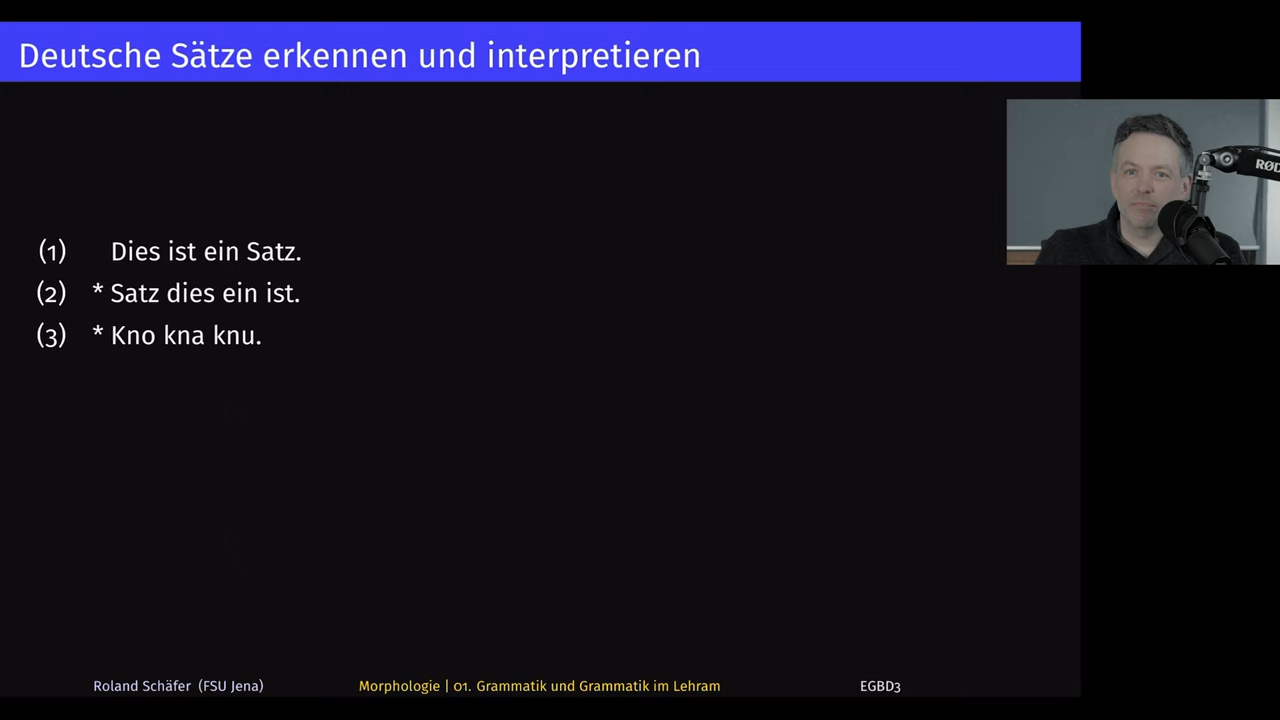 Deutsche Sätze erkennen und interpretieren
(1) Dies ist ein Satz.
(2) * Satz dies ein ist.
(3) * Kno kna knu.
Roland Schäfer (FSU Jena) Morphologie | 01. Grammatik und Grammatik im Lehram EGBD3